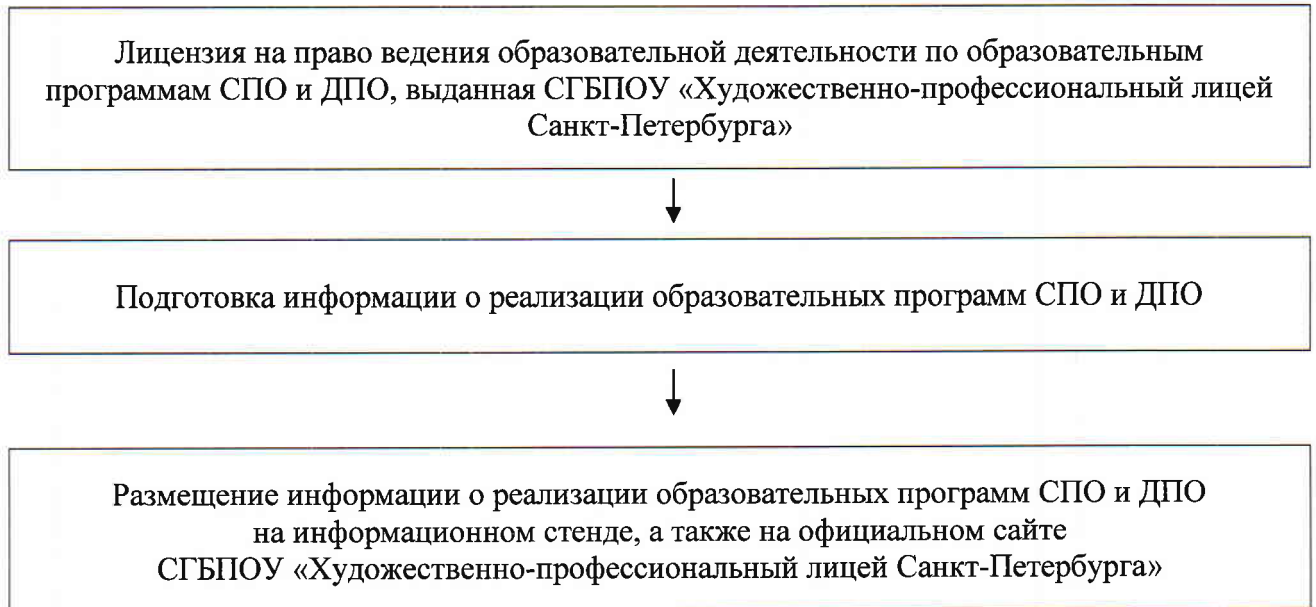 Лицензия на право ведения образовательной деятельности по образовательным
программам СПО и ДПО, выданная СГБПОУ «Художественно-профессиональный лицей
Санкт-Петербурга»
Подготовка информации о реализации образовательных программ СПО и ДПО
Размещение информации о реализации образовательных программ СПО и ДПО
на информационном стенде, а также на официальном сайте
СГБПОУ «Художественно-профессиональный лицей Санкт-Петербурга»